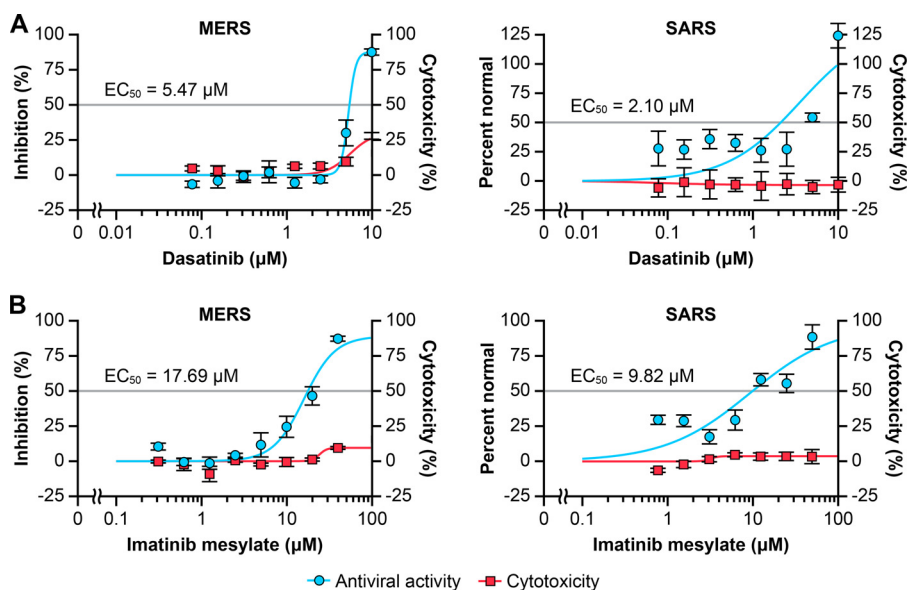 A
MERS
SARS
Inhibition (%)
100
75
50
25
0
-25
EC50 = 5.47 µM
100
75
50
25
0
-25
Cytotoxicity (%)
0
0.01
0.1
1
10
Dasatinib (µM)
Percent normal
125
100
75
50
25
0
-25
EC50 = 2.10 µM
125
100
75
50
25
0
-25
Cytotoxicity (%)
0
0.01
0.1
1
10
Dasatinib (µM)
B
MERS
SARS
Inhibition (%)
100
75
50
25
0
-25
EC50 = 17.69 µM
100
75
50
25
0
-25
Cytotoxicity (%)
0
0.1
1
10
100
Imatinib mesylate (µM)
Percent normal
100
75
50
25
0
-25
EC50 = 9.82 µM
100
75
50
25
0
-25
Cytotoxicity (%)
0
0.1
1
10
100
Imatinib mesylate (µM)
Antiviral activity
Cytotoxicity